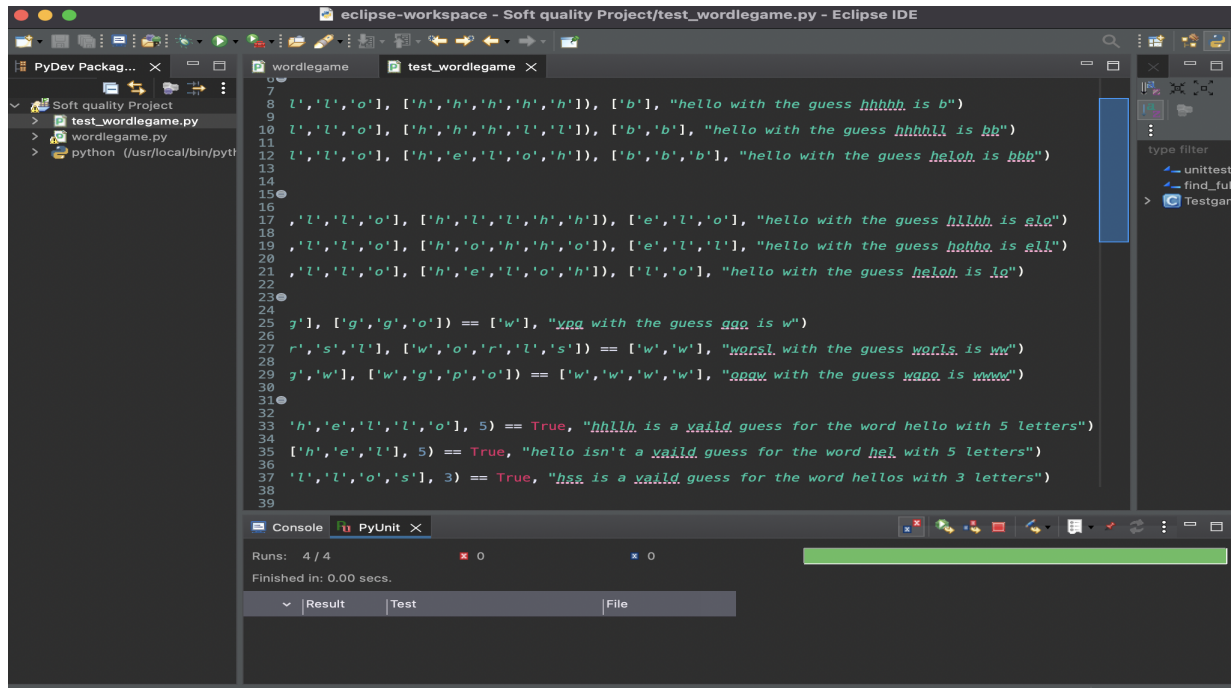 eclipse-workspace - Soft quality Project/test_wordlegame.py - Eclipse IDE
PyDev Packag...
wordlegame
test_wordlegame
Soft quality Project
test_wordlegame.py
wordlegame.py
python (/usr/local/bin/pyth
6
7
8 l','l','o'], ['h','h','h','h','h']), ['b'], "hello with the guess hhhhh is b")
9
10 l','l','o'], ['h','h','h','l','l']), ['b','b'], "hello with the guess hhhhll is bb")
11
12 l','l','o'], ['h','e','l','o','h']), ['b','b','b'], "hello with the guess heloh is bbb")
13
14
15
16
17 ,'l','l','o'], ['h','l','l','h','h']), ['e','l','o'], "hello with the guess hllhh is elo")
18
19 ,'l','l','o'], ['h','o','h','h','o']), ['e','l','l'], "hello with the guess hohho is ell")
20
21 ,'l','l','o'], ['h','e','l','o','h']), ['l','o'], "hello with the guess heloh is lo")
22
23
24
25 g'], ['g','g','o']) == ['w'], "ypg with the guess ggo is w")
26
27 r','s','l'], ['w','o','r','l','s']) == ['w','w'], "worsl with the guess worls is ww")
28
29 g','w'], ['w','g','p','o']) == ['w','w','w','w'], "opgw with the guess wgpo is wwww")
30
31
32
33 'h','e','l','l','o'], 5) == True, "hhllh is a vaild guess for the word hello with 5 letters")
34
35 ['h','e','l'], 5) == True, "hello isn't a vaild guess for the word hel with 5 letters")
36
37 'l','l','o','s'], 3) == True, "hss is a vaild guess for the word hellos with 3 letters")
38
39
type filter
unittest
find_ful
Testgan
Console
PyUnit
Runs: 4 / 4
0
0
Finished in: 0.00 secs.
Result
Test
File